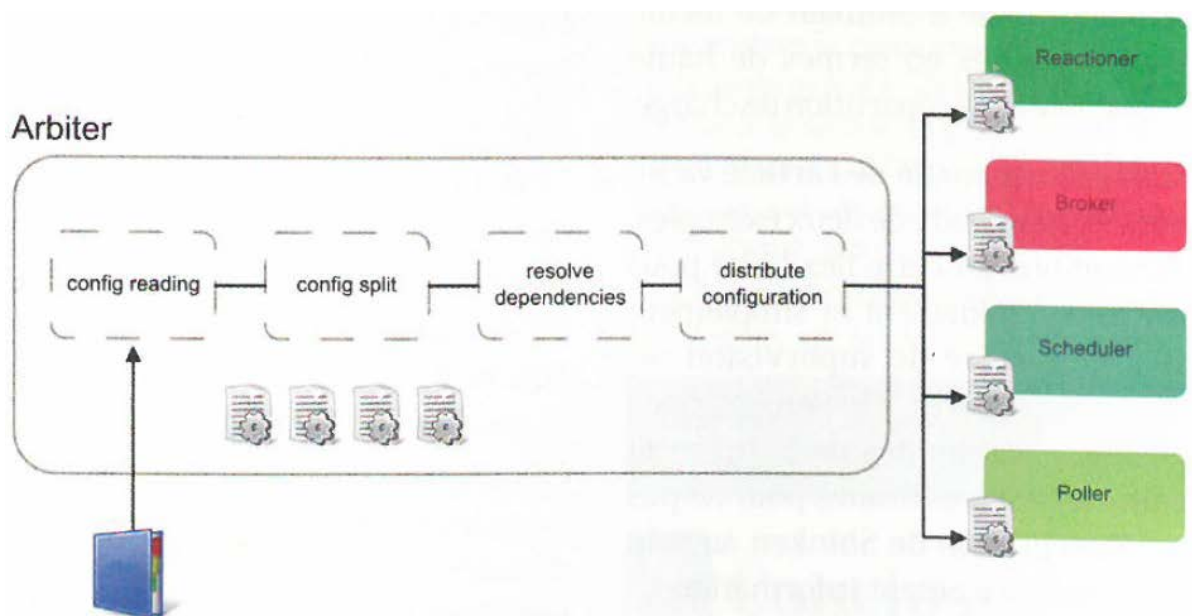 Arbiter
config reading
config split
resolve
dependencies
distribute
configuration
Reactioner
Broker
Scheduler
Poller